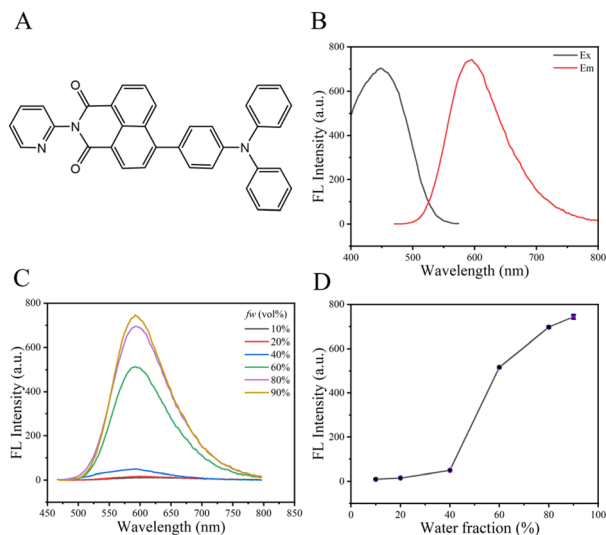 A
O
N
N
O
N
B
Ex
Em
800
600
400
200
0
FL Intensity (a.u.)
400 500 600 700 800
Wavelength (nm)
C
fw (vol%)
10%
20%
40%
60%
80%
90%
800
600
400
200
0
FL Intensity (a.u.)
450 500 550 600 650 700 750 800
Wavelength (nm)
D
800
600
400
200
0
FL Intensity (a.u.)
0 20 40 60 80 100
Water fraction (%)